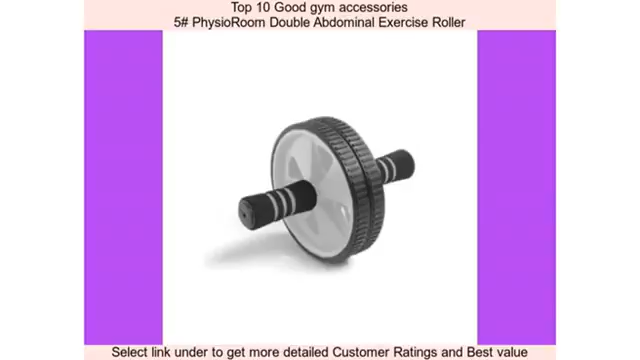 Top 10 Good gym accessories
5# PhysioRoom Double Abdominal Exercise Roller
Select link under to get more detailed Customer Ratings and Best value